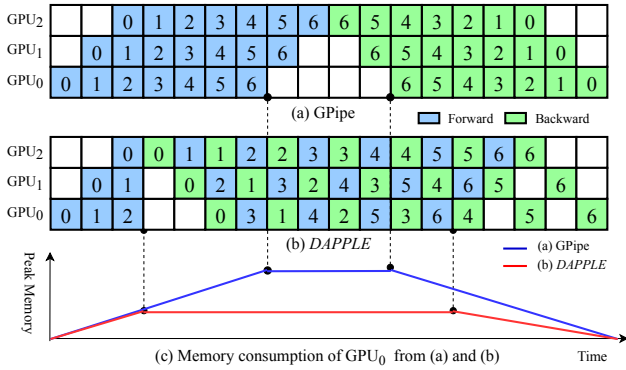 GPU₂ 0 1 2 3 4 5 6 6 5 4 3 2 1 0
GPU₁ 0 1 2 3 4 5 6 6 5 4 3 2 1 0
GPU₀ 0 1 2 3 4 5 6 6 5 4 3 2 1 0
(a) GPipe
Forward Backward
GPU₂ 0 0 1 1 2 2 3 3 4 4 5 5 6 6
GPU₁ 0 1 0 2 1 3 2 4 3 5 4 6 5 6
GPU₀ 0 1 2 0 3 1 4 2 5 3 6 4 5 6
(b) DAPPLE
(a) GPipe
(b) DAPPLE
Peak Memory
(c) Memory consumption of GPU₀ from (a) and (b)
Time